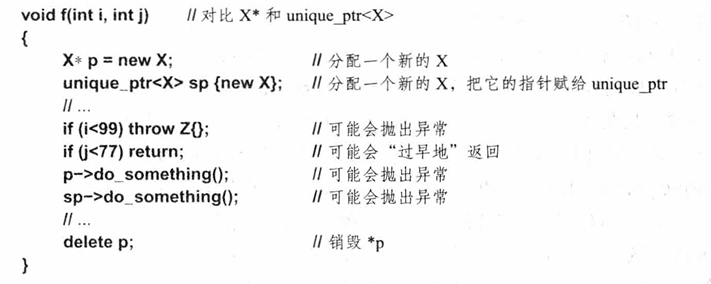 void f(int i, int j) // 对比 X* 和 unique_ptr<X>
{
X* p = new X; // 分配一个新的 X
unique_ptr<X> sp {new X}; // 分配一个新的 X，把它的指针赋给 unique_ptr
// ...
if (i<99) throw Z{}; // 可能会抛出异常
if (j<77) return; // 可能会“过早地”返回
p->do_something(); // 可能会抛出异常
sp->do_something(); // 可能会抛出异常
// ...
delete p; // 销毁 *p
}